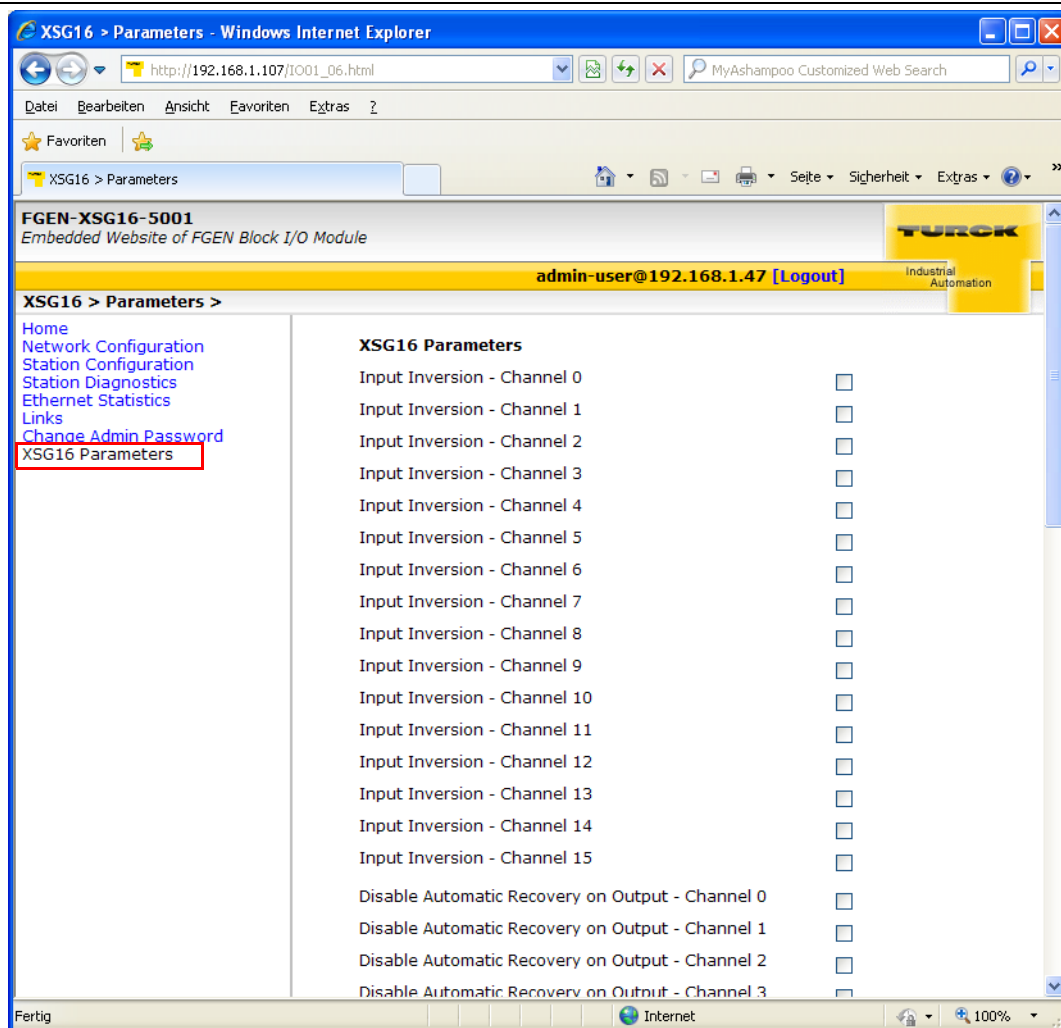 XSG16 > Parameters - Windows Internet Explorer
http://192.168.1.107/IO01_06.html
MyAshampoo Customized Web Search
Datei Bearbeiten Ansicht Favoriten Extras ?
Favoriten
XSG16 > Parameters
Seite Sicherheit Extras »
FGEN-XSG16-5001
Embedded Website of FGEN Block I/O Module
TURCK
admin-user@192.168.1.47 [Logout]
Industrial
Automation
XSG16 > Parameters >
Home
Network Configuration
Station Configuration
Station Diagnostics
Ethernet Statistics
Links
Change Admin Password
XSG16 Parameters
XSG16 Parameters
Input Inversion - Channel 0
Input Inversion - Channel 1
Input Inversion - Channel 2
Input Inversion - Channel 3
Input Inversion - Channel 4
Input Inversion - Channel 5
Input Inversion - Channel 6
Input Inversion - Channel 7
Input Inversion - Channel 8
Input Inversion - Channel 9
Input Inversion - Channel 10
Input Inversion - Channel 11
Input Inversion - Channel 12
Input Inversion - Channel 13
Input Inversion - Channel 14
Input Inversion - Channel 15
Disable Automatic Recovery on Output - Channel 0
Disable Automatic Recovery on Output - Channel 1
Disable Automatic Recovery on Output - Channel 2
Disable Automatic Recovery on Output - Channel 3
Fertig
Internet
100%